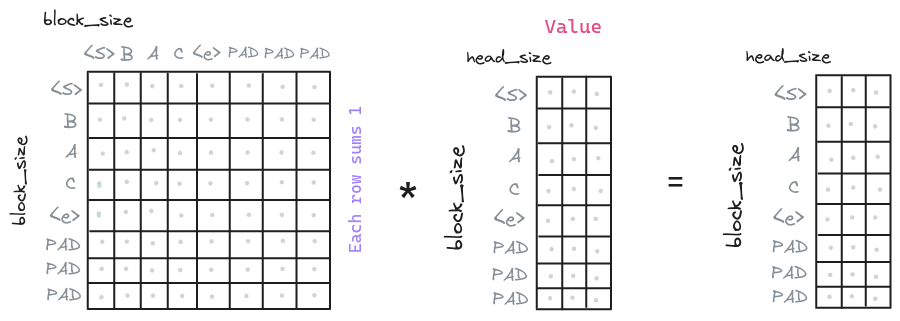 block_size
<S> B A C <e> PAD PAD PAD
<S>
B
A
C
<e>
PAD
PAD
PAD
block_size
Each row sums 1
*
Value
head_size
<S>
B
A
C
<e>
PAD
PAD
PAD
block_size
=
head_size
<S>
B
A
C
<e>
PAD
PAD
PAD
block_size